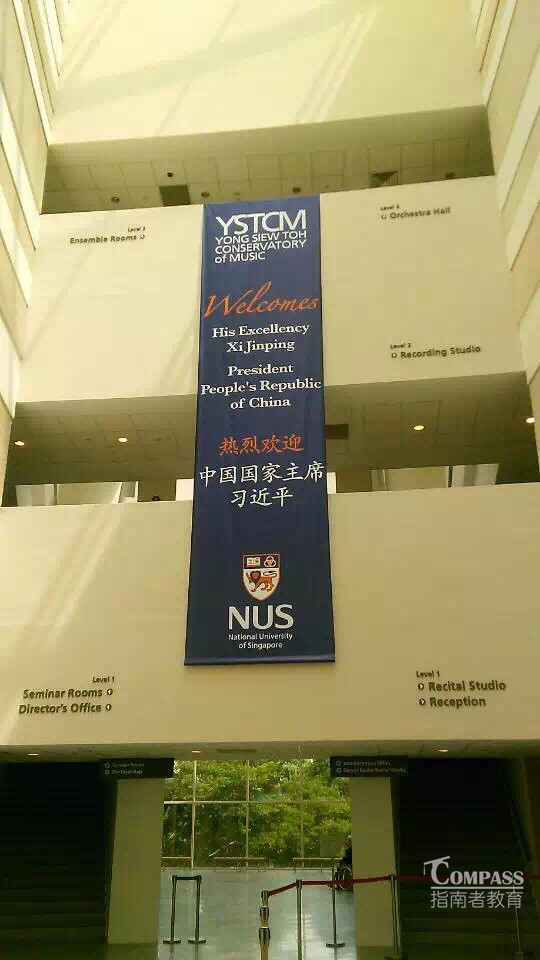 YSTCM
YONG SIEW TOH
CONSERVATORY
of MUSIC
Welcomes
His Excellency
Xi Jinping
President
People's Republic
of China
热烈欢迎
中国国家主席
习近平
NUS
National University
of Singapore
Level 3
Ensemble Rooms
Level 3
Orchestra Hall
Level 2
Recording Studio
Level 1
Seminar Rooms
Director's Office
Level 1
Recital Studio
Reception
COMPASS
指南者教育